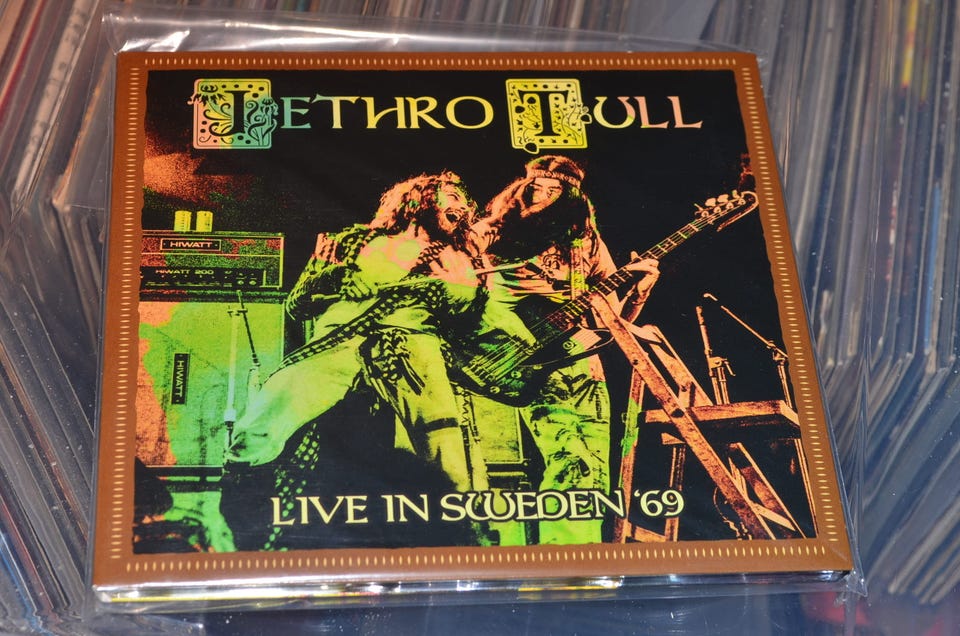 JETHRO TULL
HIWATT
HIWATT 200
HIWATT
LIVE IN SWEDEN '69